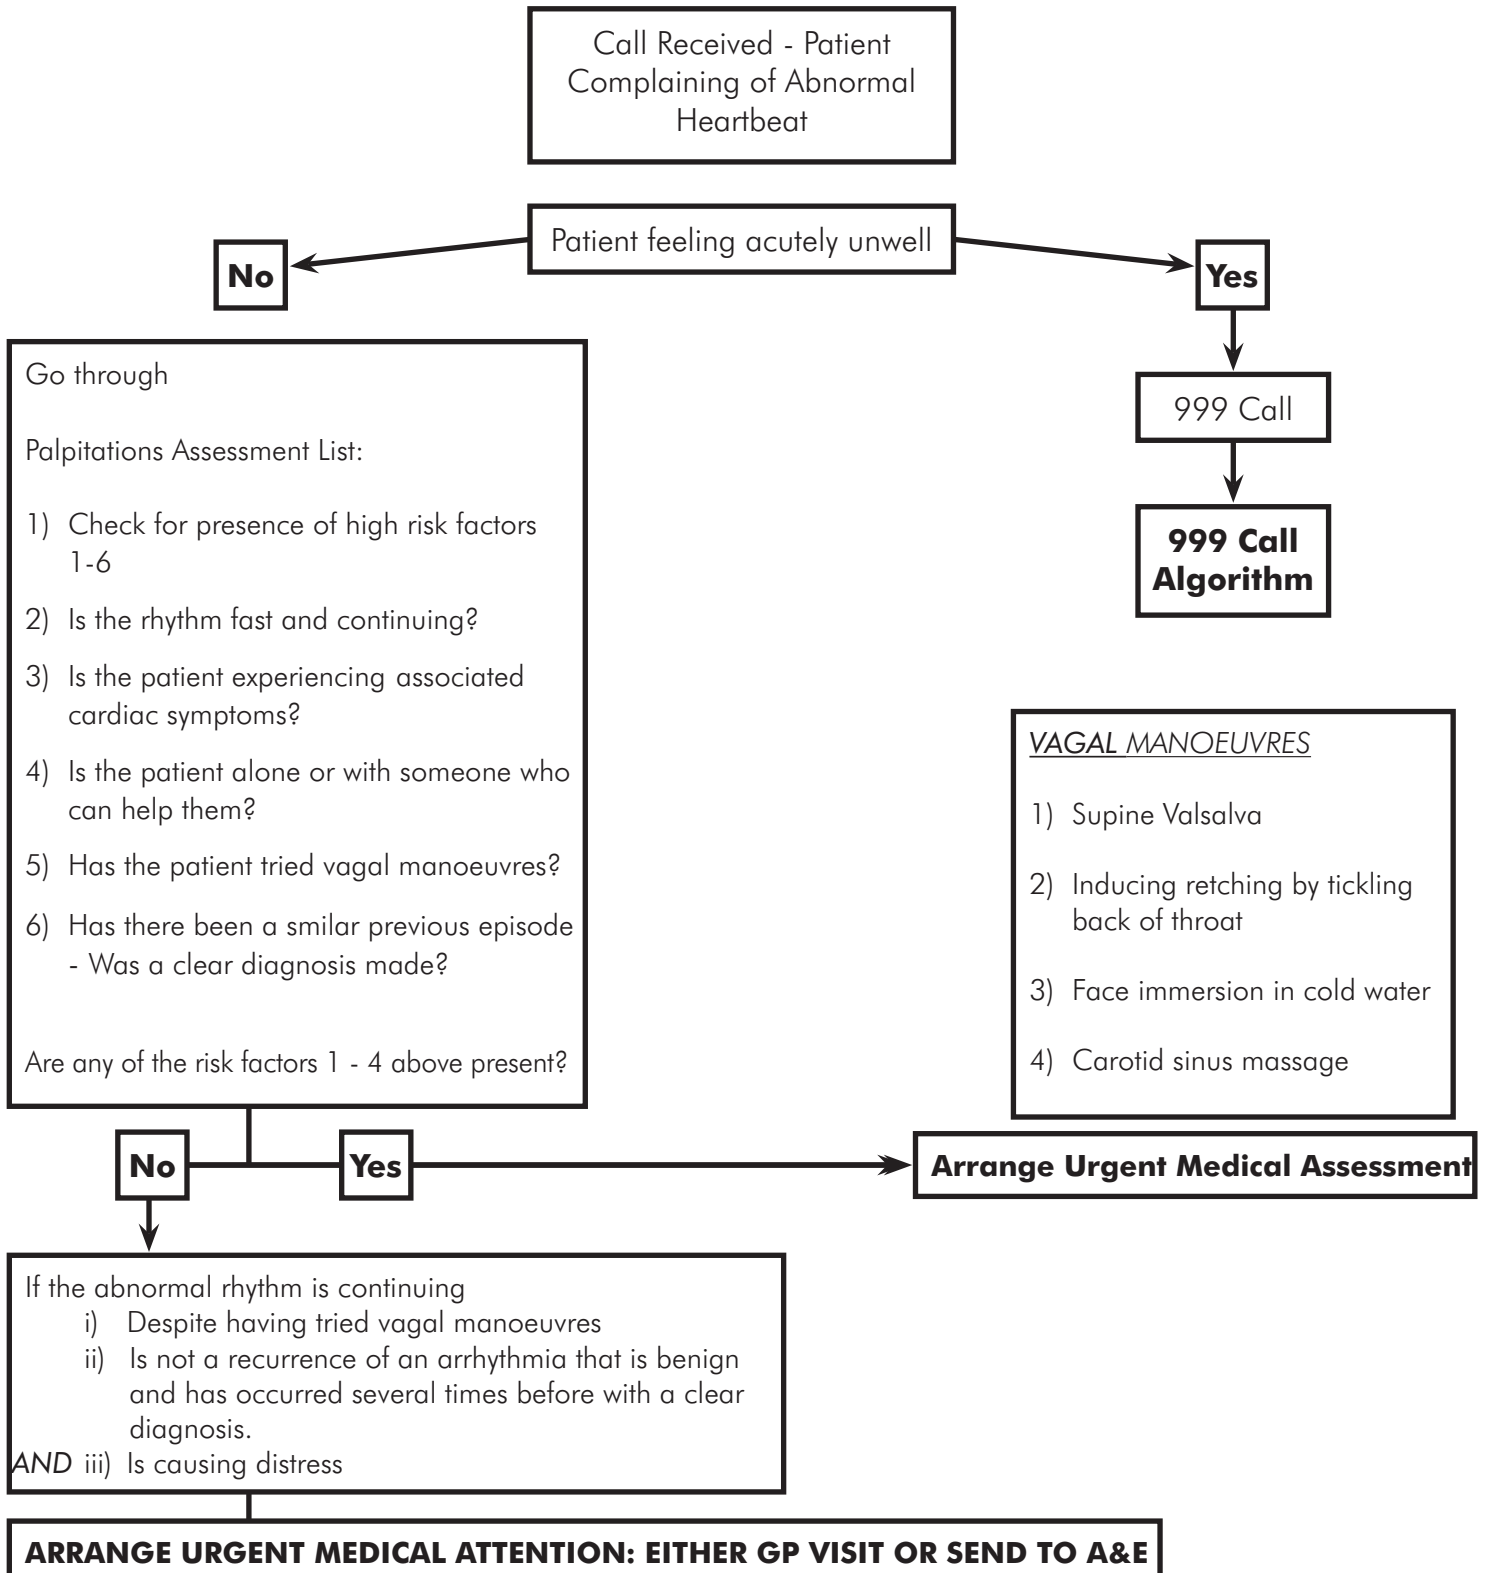 Call Received - Patient
Complaining of Abnormal
Heartbeat
Patient feeling acutely unwell
No
Yes
999 Call
999 Call
Algorithm
Go through
Palpitations Assessment List:
1) Check for presence of high risk factors
1-6
2) Is the rhythm fast and continuing?
3) Is the patient experiencing associated
cardiac symptoms?
4) Is the patient alone or with someone who
can help them?
5) Has the patient tried vagal manoeuvres?
6) Has there been a smilar previous episode
- Was a clear diagnosis made?
Are any of the risk factors 1 - 4 above present?
VAGAL MANOEUVRES
1) Supine Valsalva
2) Inducing retching by tickling
back of throat
3) Face immersion in cold water
4) Carotid sinus massage
No
Yes
Arrange Urgent Medical Assessment
If the abnormal rhythm is continuing
i) Despite having tried vagal manoeuvres
ii) Is not a recurrence of an arrhythmia that is benign
and has occurred several times before with a clear
diagnosis.
AND iii) Is causing distress
ARRANGE URGENT MEDICAL ATTENTION: EITHER GP VISIT OR SEND TO A&E